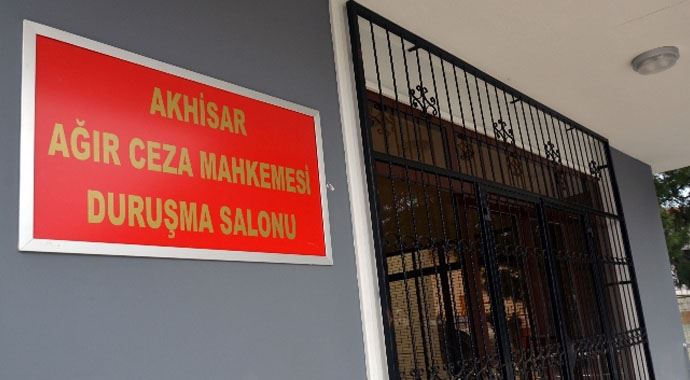 AKHİSAR
AĞIR CEZA MAHKEMESİ
DURUŞMA SALONU